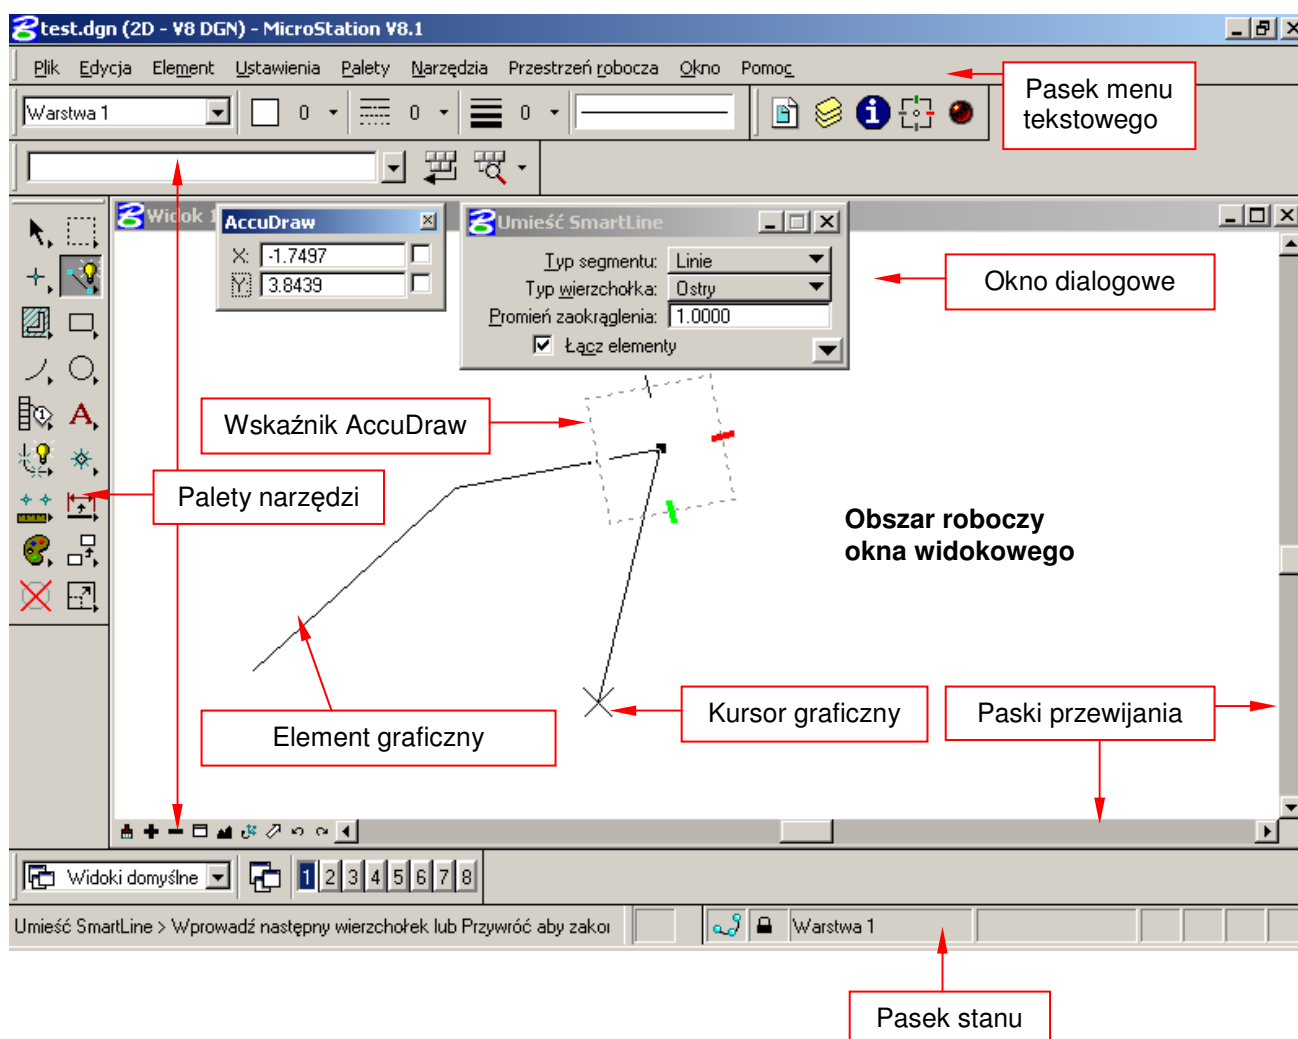 test.dgn (2D - V8 DGN) - MicroStation V8.1
Plik Edycja Element Ustawienia Palety Narzędzia Przestrzeń robocza Okno Pomoc
Pasek menu
tekstowego
Warstwa 1
0
0
0
Widok 1
AccuDraw
X: -1.7497
Y: 3.8439
Umieść SmartLine
Typ segmentu: Linie
Typ wierzchołka: Ostry
Promień zaokrąglenia: 1.0000
Łącz elementy
Okno dialogowe
Wskaźnik AccuDraw
Palety narzędzi
Obszar roboczy
okna widokowego
Element graficzny
Kursor graficzny
Paski przewijania
Widoki domyślne
1 2 3 4 5 6 7 8
Umieść SmartLine > Wprowadź następny wierzchołek lub Przywróć aby zakoı
Warstwa 1
Pasek stanu